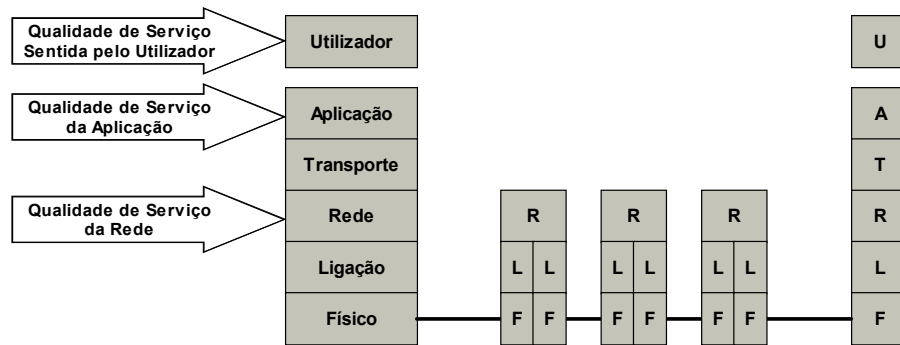 Qualidade de Serviço
Sentida pelo Utilizador
Utilizador
U
Qualidade de Serviço
da Aplicação
Aplicação
A
Transporte
T
Qualidade de Serviço
da Rede
Rede
R
R
R
R
Ligação
L L
L L
L L
L
Físico
F F
F F
F F
F